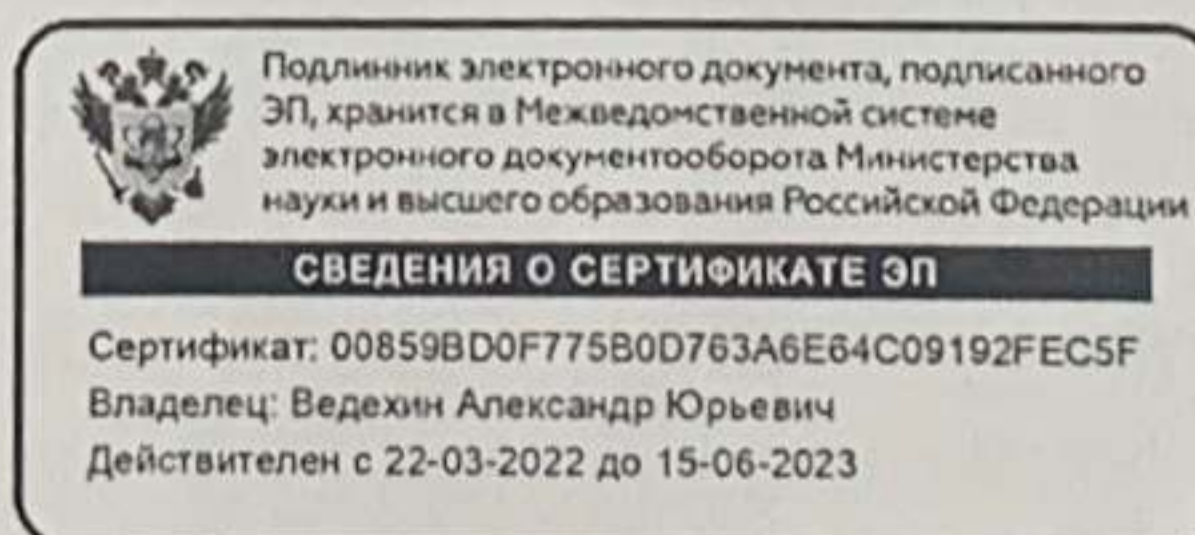 Подлинник электронного документа, подписанного
ЭП, хранится в Межведомственной системе
электронного документооборота Министерства
науки и высшего образования Российской Федерации
СВЕДЕНИЯ О СЕРТИФИКАТЕ ЭП
Сертификат: 00859BD0F775B0D763A6E64C09192FEC5F
Владелец: Ведехин Александр Юрьевич
Действителен с 22-03-2022 до 15-06-2023